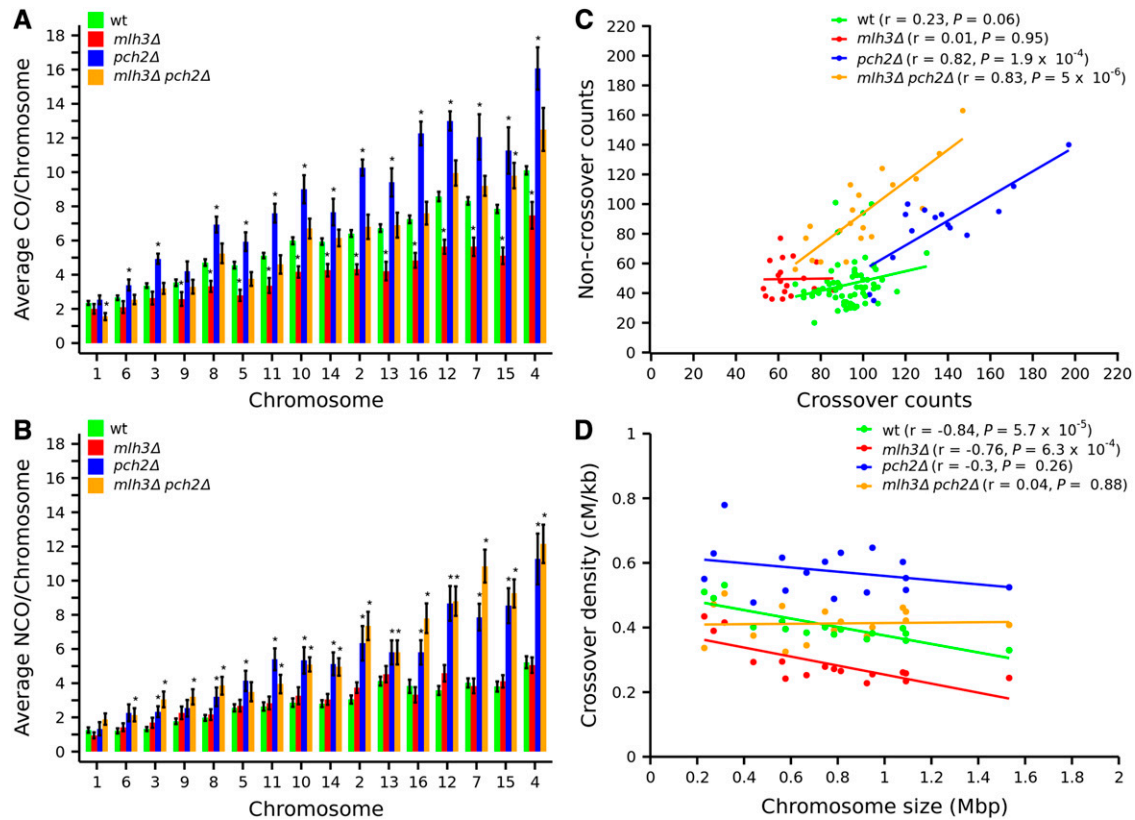 A
Average CO/Chromosome
18
16
14
12
10
8
6
4
2
0
wt
mlh3Δ
pch2Δ
mlh3Δ pch2Δ
1 6 3 9 8 5 11 10 14 2 13 16 12 7 15 4
Chromosome
B
Average NCO/Chromosome
18
16
14
12
10
8
6
4
2
0
wt
mlh3Δ
pch2Δ
mlh3Δ pch2Δ
1 6 3 9 8 5 11 10 14 2 13 16 12 7 15 4
Chromosome
C
Non-crossover counts
220
200
180
160
140
120
100
80
60
40
20
0
wt (r = 0.23, P = 0.06)
mlh3Δ (r = 0.01, P = 0.95)
pch2Δ (r = 0.82, P = 1.9 x 10⁻⁴)
mlh3Δ pch2Δ (r = 0.83, P = 5 x 10⁻⁶)
0 20 40 60 80 100 120 140 160 180 200 220
Crossover counts
D
Crossover density (cM/kb)
1
0.8
0.6
0.4
0.2
0
wt (r = -0.84, P = 5.7 x 10⁻⁵)
mlh3Δ (r = -0.76, P = 6.3 x 10⁻⁴)
pch2Δ (r = -0.3, P = 0.26)
mlh3Δ pch2Δ (r = 0.04, P = 0.88)
0 0.2 0.4 0.6 0.8 1 1.2 1.4 1.6 1.8 2
Chromosome size (Mbp)